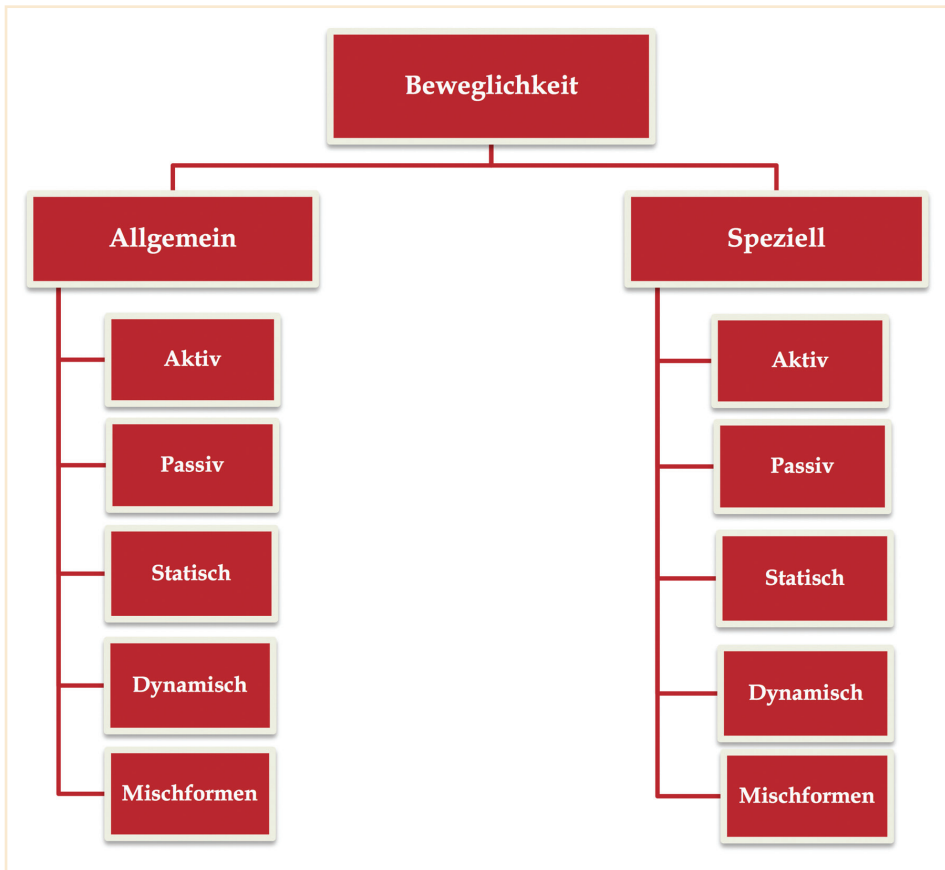 Beweglichkeit
Allgemein
Aktiv
Passiv
Statisch
Dynamisch
Mischformen
Speziell
Aktiv
Passiv
Statisch
Dynamisch
Mischformen